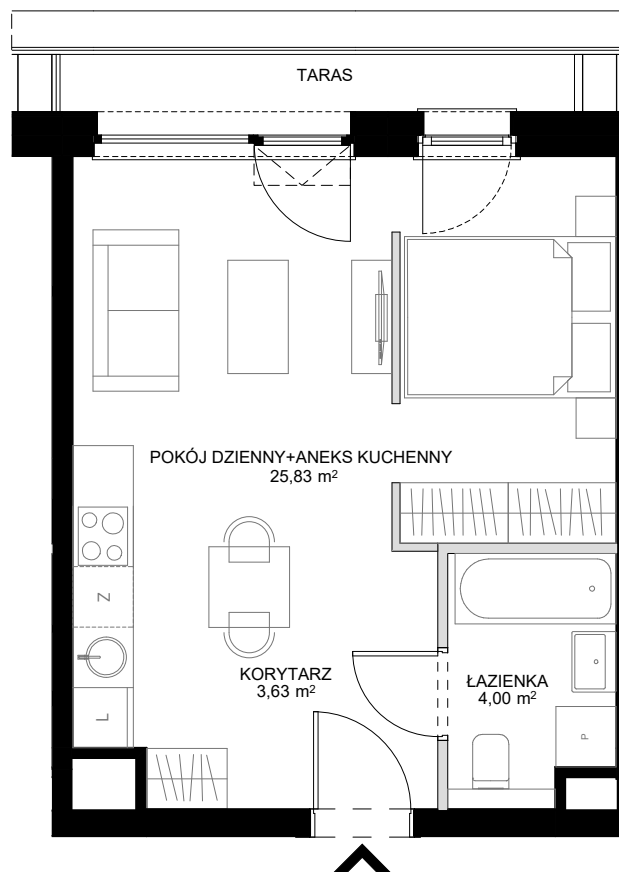 TARAS
POKÓJ DZIENNY+ANEKS KUCHENNY
25,83 m²
Z
KORYTARZ
3,63 m²
ŁAZIENKA
4,00 m²
L
P